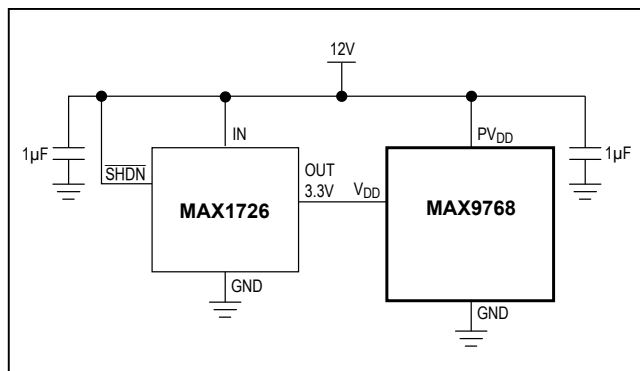 12V
IN
PVDD
1µF
1µF
SHDN
OUT
3.3V
VDD
MAX1726
MAX9768
GND
GND